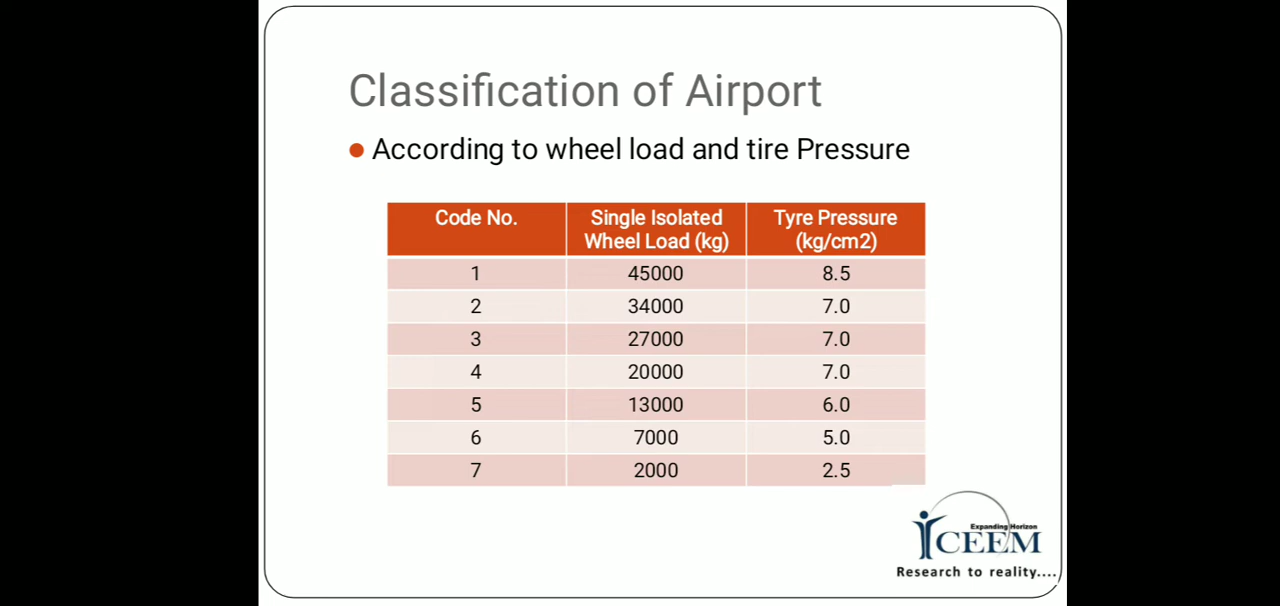 Classification of Airport
According to wheel load and tire Pressure
Code No. Single Isolated Wheel Load (kg) Tyre Pressure (kg/cm2)
1 45000 8.5
2 34000 7.0
3 27000 7.0
4 20000 7.0
5 13000 6.0
6 7000 5.0
7 2000 2.5
Expanding Horizon
ICEEM
Research to reality....